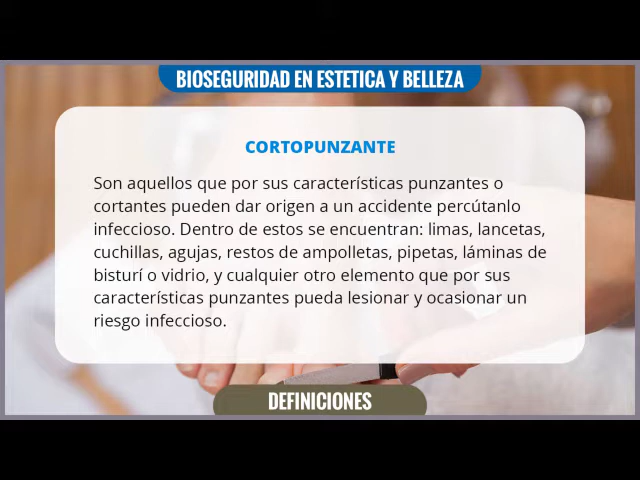 BIOSEGURIDAD EN ESTETICA Y BELLEZA
CORTOPUNZANTE
Son aquellos que por sus características punzantes o
cortantes pueden dar origen a un accidente percútanlo
infeccioso. Dentro de estos se encuentran: limas, lancetas,
cuchillas, agujas, restos de ampolletas, pipetas, láminas de
bisturí o vidrio, y cualquier otro elemento que por sus
características punzantes pueda lesionar y ocasionar un
riesgo infeccioso.
DEFINICIONES